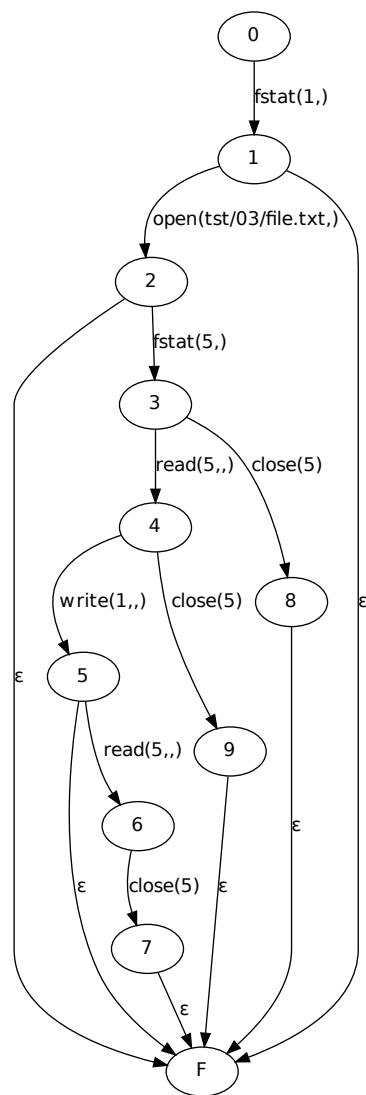 0
fstat(1,)
1
open(tst/03/file.txt,)
2
fstat(5,)
3
read(5,,) close(5)
4
write(1,,) close(5) 8 ε
5 ε
read(5,,) 9
6 ε
ε close(5) ε
7
ε
F